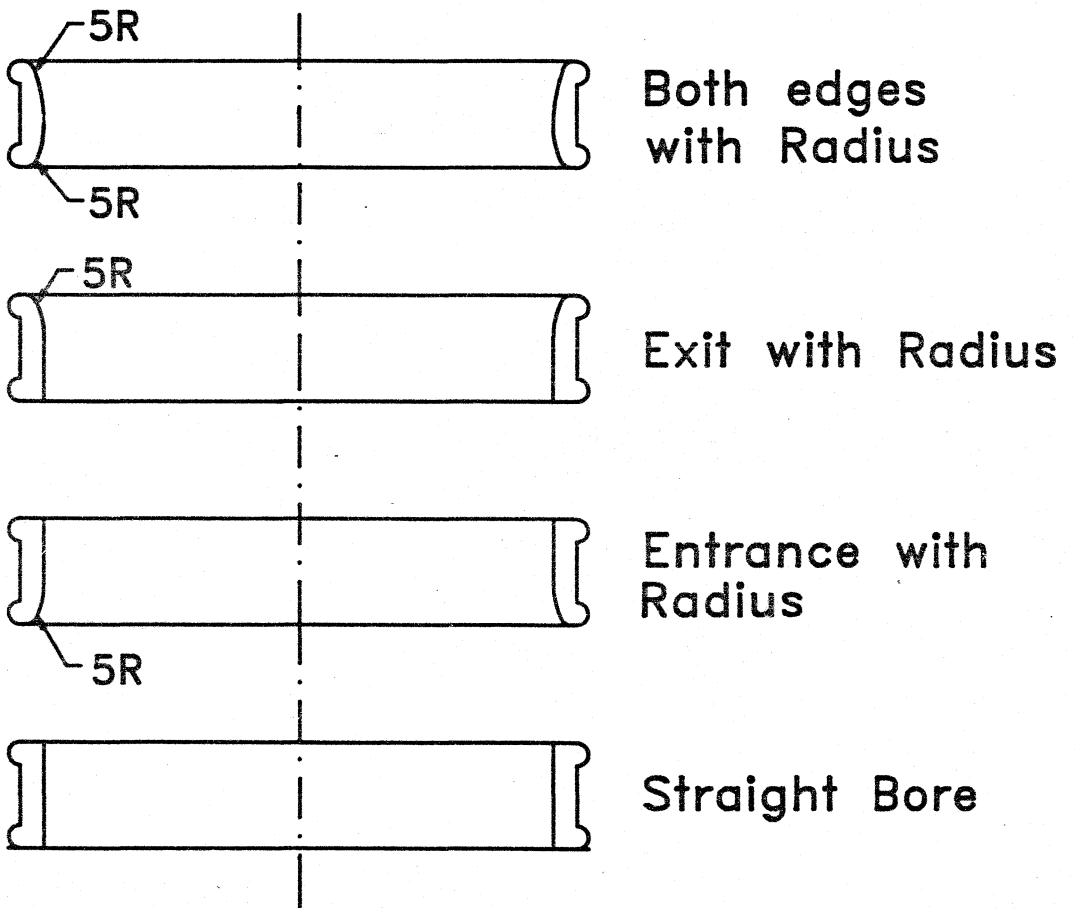 5R
Both edges
with Radius
5R
5R
Exit with Radius
Entrance with
Radius
5R
Straight Bore